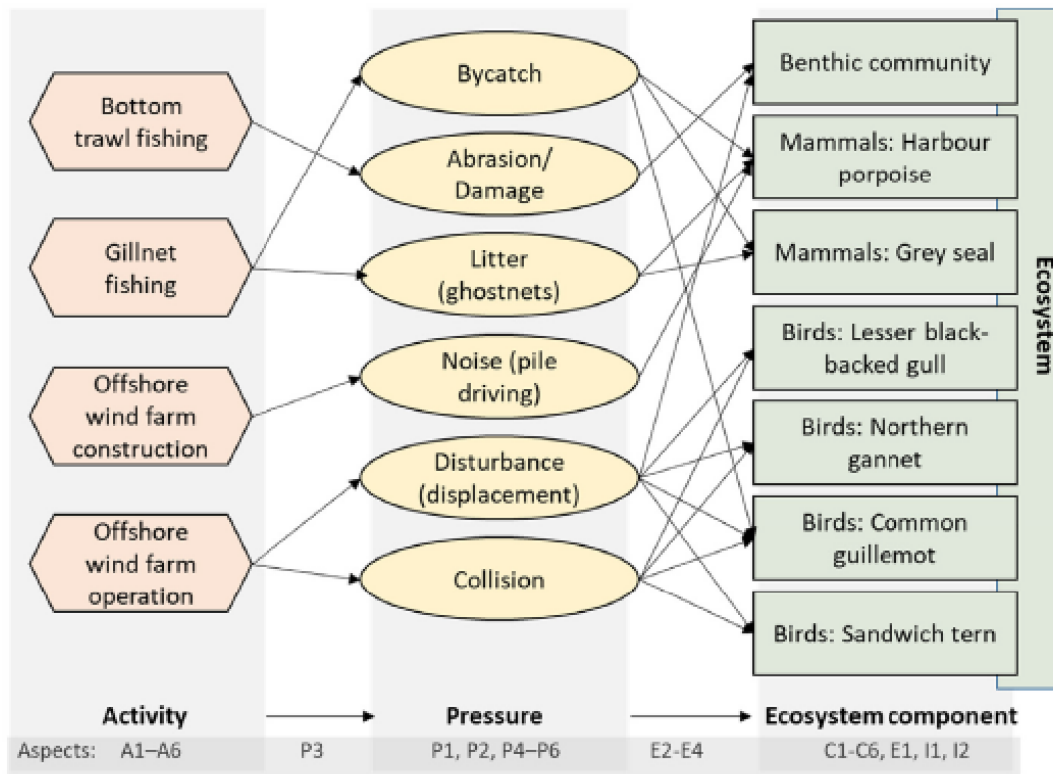 Bottom
trawl fishing
Gillnet
fishing
Offshore
wind farm
construction
Offshore
wind farm
operation
Bycatch
Abrasion/
Damage
Litter
(ghostnets)
Noise (pile
driving)
Disturbance
(displacement)
Collision
Benthic community
Mammals: Harbour
porpoise
Mammals: Grey seal
Birds: Lesser black-
backed gull
Birds: Northern
gannet
Birds: Common
guillemot
Birds: Sandwich tern
Ecosystem
Activity Pressure Ecosystem component
Aspects: A1–A6 P3 P1, P2, P4–P6 E2-E4 C1-C6, E1, I1, I2